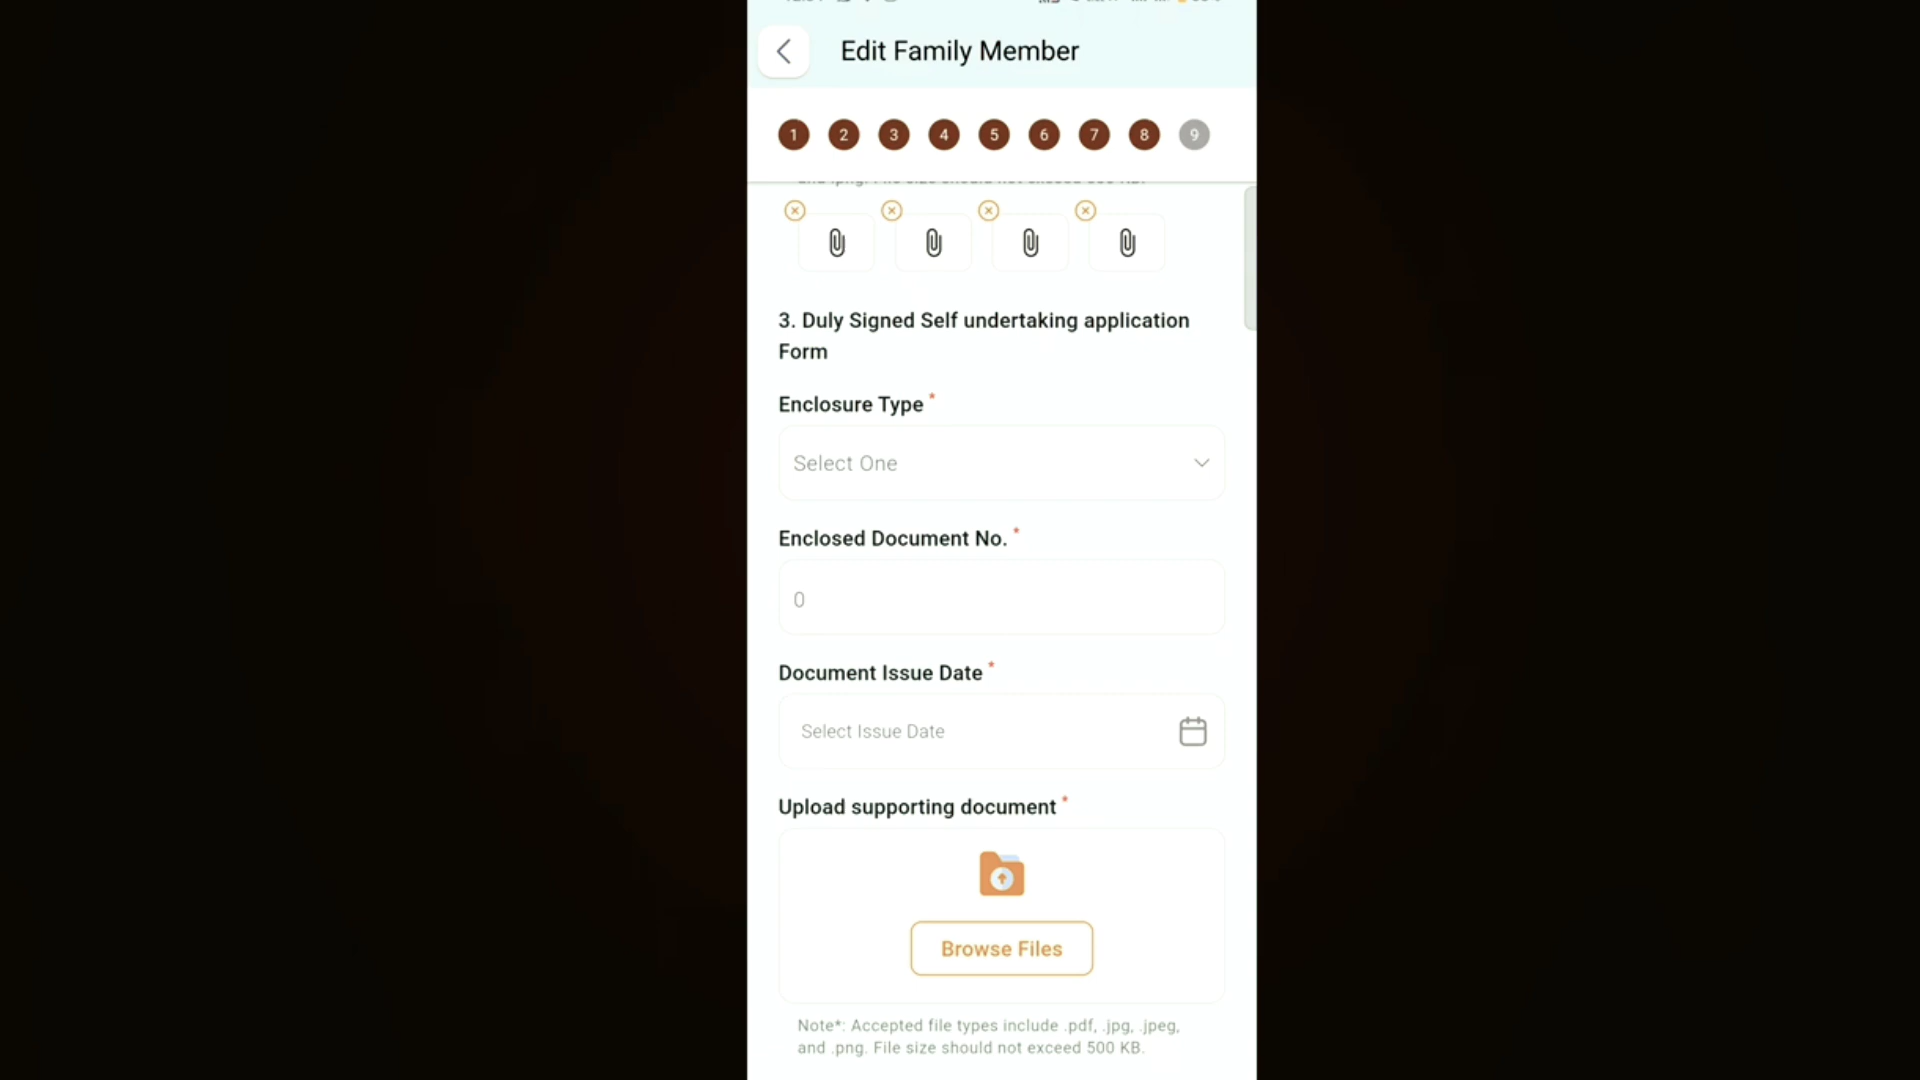 Edit Family Member
1 2 3 4 5 6 7 8 9
3. Duly Signed Self undertaking application
Form
Enclosure Type *
Select One
Enclosed Document No. *
0
Document Issue Date *
Select Issue Date
Upload supporting document *
Browse Files
Note*: Accepted file types include .pdf, .jpg, .jpeg,
and .png. File size should not exceed 500 KB.